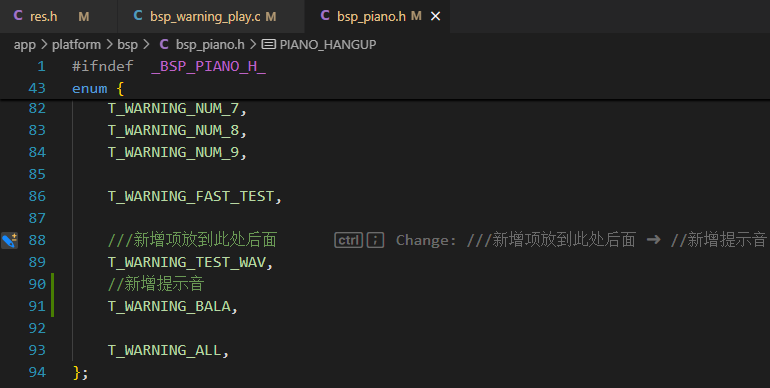 res.h M bsp_warning_play.c M bsp_piano.h M ×
app > platform > bsp > C bsp_piano.h > PIANO_HANGUP
1 #ifndef _BSP_PIANO_H_
43 enum {
82 T_WARNING_NUM_7,
83 T_WARNING_NUM_8,
84 T_WARNING_NUM_9,
85
86 T_WARNING_FAST_TEST,
87
88 ///新增项放到此处后面 ctrl ; Change: ///新增项放到此处后面 → //新增提示音
89 T_WARNING_TEST_WAV,
90 //新增提示音
91 T_WARNING_BALA,
92
93 T_WARNING_ALL,
94 };